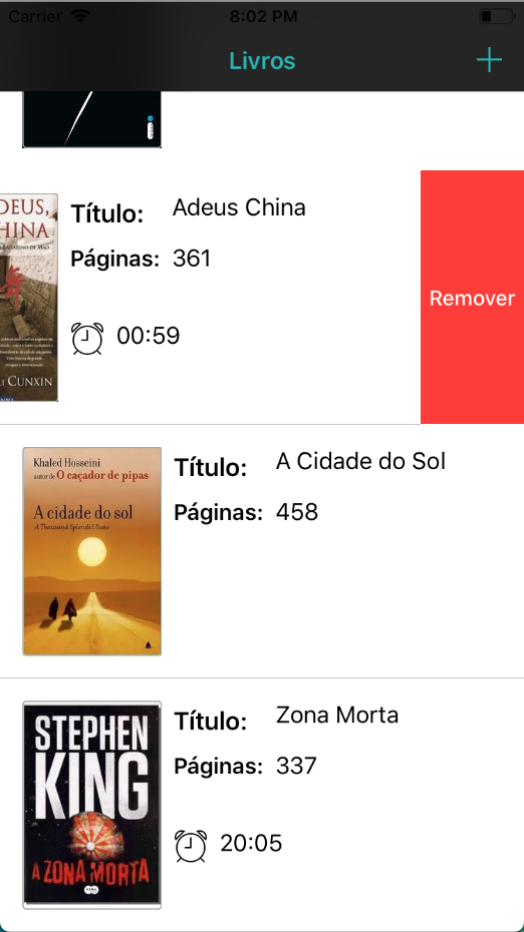 Carrier 8:02 PM
Livros
DEUS,
HINA
Título: Adeus China
Páginas: 361
00:59
CUNXIN
Remover
Khaled Hosseini
autor de O caçador de pipas
A cidade do sol
A Thousand Splendid Suns
Título: A Cidade do Sol
Páginas: 458
STEPHEN
KING
A ZONA MORTA
Título: Zona Morta
Páginas: 337
20:05